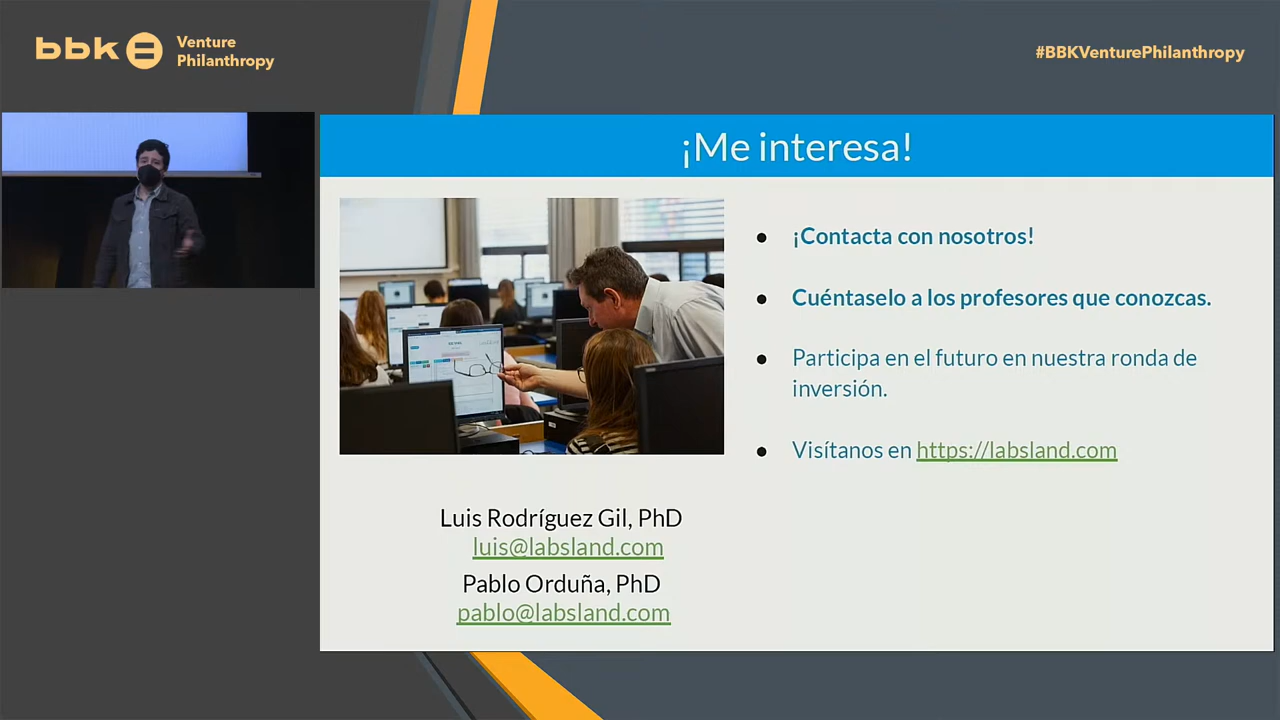 bbk
Venture
Philanthropy
#BBKVenturePhilanthropy
¡Me interesa!
¡Contacta con nosotros!
Cuéntaselo a los profesores que conozcas.
Participa en el futuro en nuestra ronda de
inversión.
Visítanos en https://labsland.com
Luis Rodríguez Gil, PhD
luis@labsland.com
Pablo Orduña, PhD
pablo@labsland.com